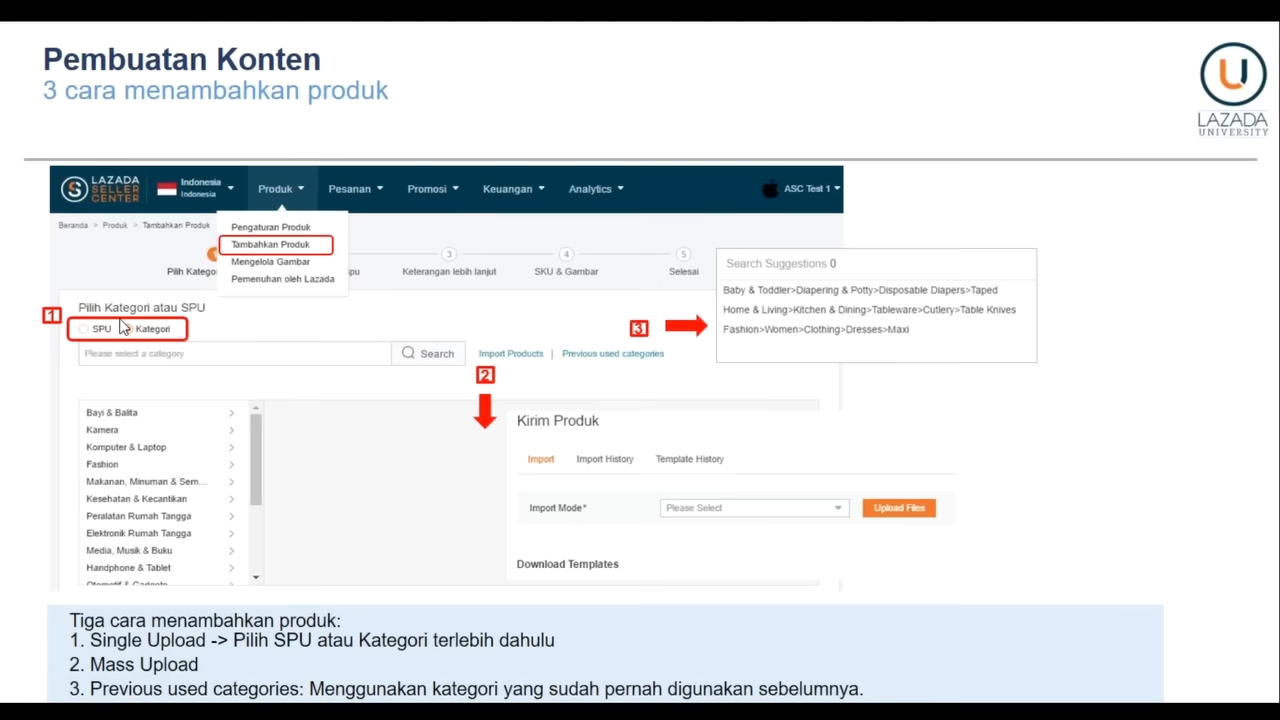 Pembuatan Konten
3 cara menambahkan produk
LAZADA
UNIVERSITY
LAZADA
SELLER
CENTER
Indonesia
Indonesia
Produk
Pesanan
Promosi
Keuangan
Analytics
ASC Test 1
Beranda > Produk > Tambahkan Produk
Pengaturan Produk
Tambahkan Produk
Mengelola Gambar
Pemenuhan oleh Lazada
3
4
5
Pilih Katego
Keterangan lebih lanjut
SKU & Gambar
Selesai
Pilih Kategori atau SPU
1
SPU
Kategori
Please select a category
Search
Import Products | Previous used categories
3
Search Suggestions 0
Baby & Toddler>Diapering & Potty>Disposable Diapers>Taped
Home & Living>Kitchen & Dining>Tableware>Cutlery>Table Knives
Fashion>Women>Clothing>Dresses>Maxi
2
Bayi & Balita
Kamera
Komputer & Laptop
Fashion
Makanan, Minuman & Sem...
Kesehatan & Kecantikan
Peralatan Rumah Tangga
Elektronik Rumah Tangga
Media, Musik & Buku
Handphone & Tablet
Kirim Produk
Import
Import History
Template History
Import Mode*
Please Select
Upload Files
Download Templates
Tiga cara menambahkan produk:
1. Single Upload -> Pilih SPU atau Kategori terlebih dahulu
2. Mass Upload
3. Previous used categories: Menggunakan kategori yang sudah pernah digunakan sebelumnya.